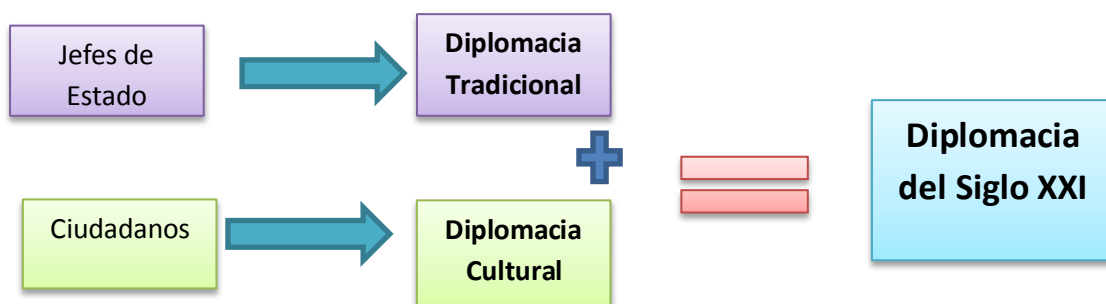 Jefes de
Estado
Diplomacia
Tradicional
Ciudadanos
Diplomacia
Cultural
Diplomacia
del Siglo XXI